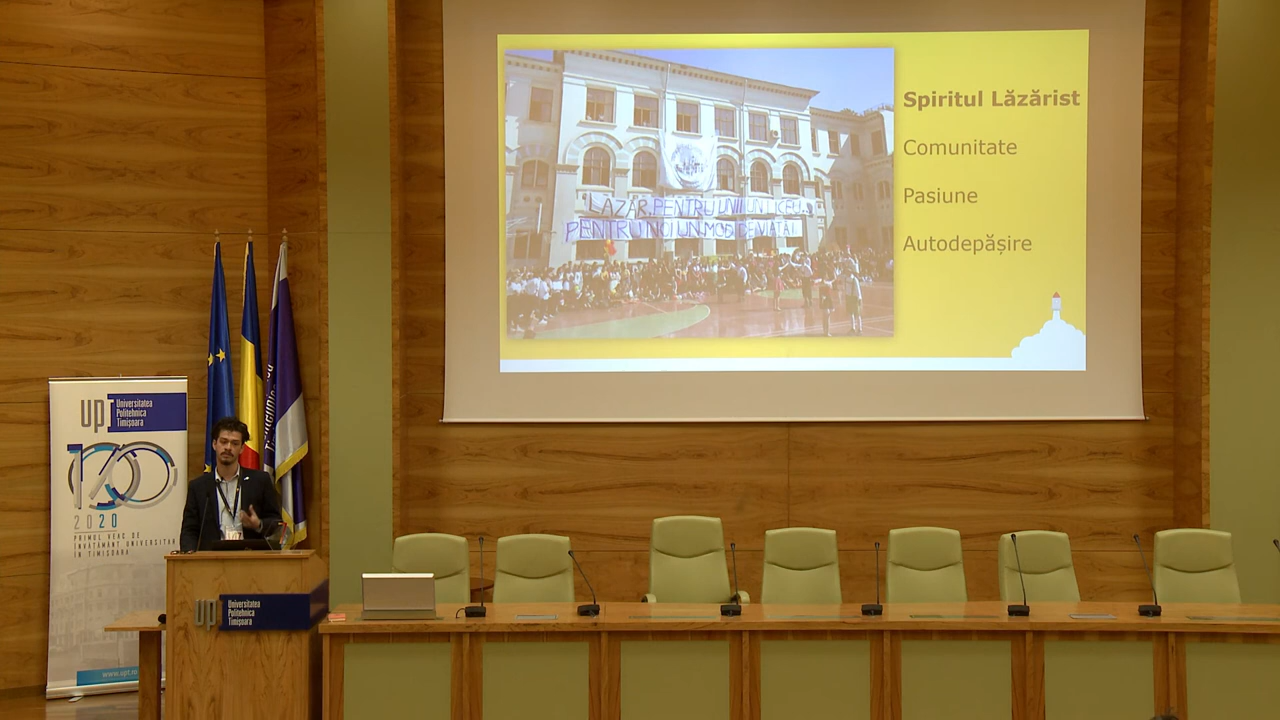 Spiritul Lăzărist
Comunitate
Pasiune
Autodepășire
LAZĂR. PENTRU UNII UN LICEU,
PENTRU NOI UN MOD DE VIAȚĂ!
upt
Universitatea
Politehnica
Timișoara
100
2020
PRIMUL VEAC DE
ÎNVĂȚĂMÂNT UNIVERSITAR
ÎN TIMIȘOARA
www.upt.ro
upt
Universitatea
Politehnica
Timișoara